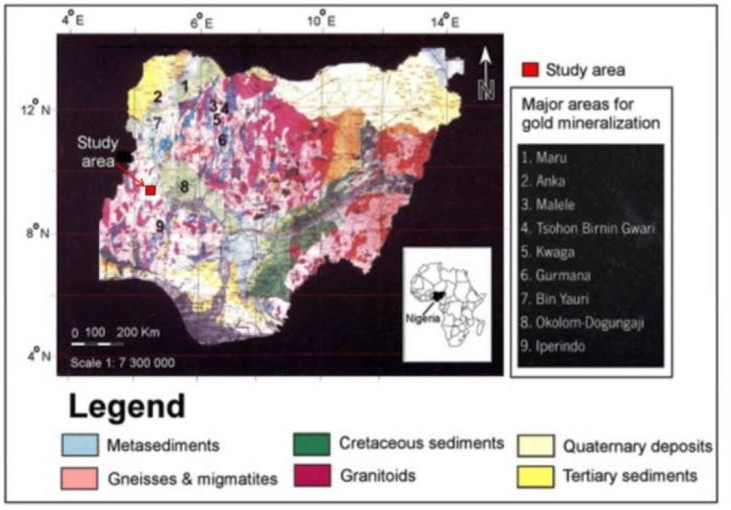 4°E 6°E 10°E 14°E
12°N
8°N
4°N
1
2
3 4
5
6
7
8
9
Study
area
N
0 100 200 Km
Scale 1: 7 300 000
Nigeria
Study area
Major areas for
gold mineralization
1. Maru
2. Anka
3. Malele
4. Tsohon Birnin Gwari
5. Kwaga
6. Gurmana
7. Bin Yauri
8. Okolom-Dogungaji
9. Iperindo
Legend
Metasediments
Cretaceous sediments
Quaternary deposits
Gneisses & migmatites
Granitoids
Tertiary sediments